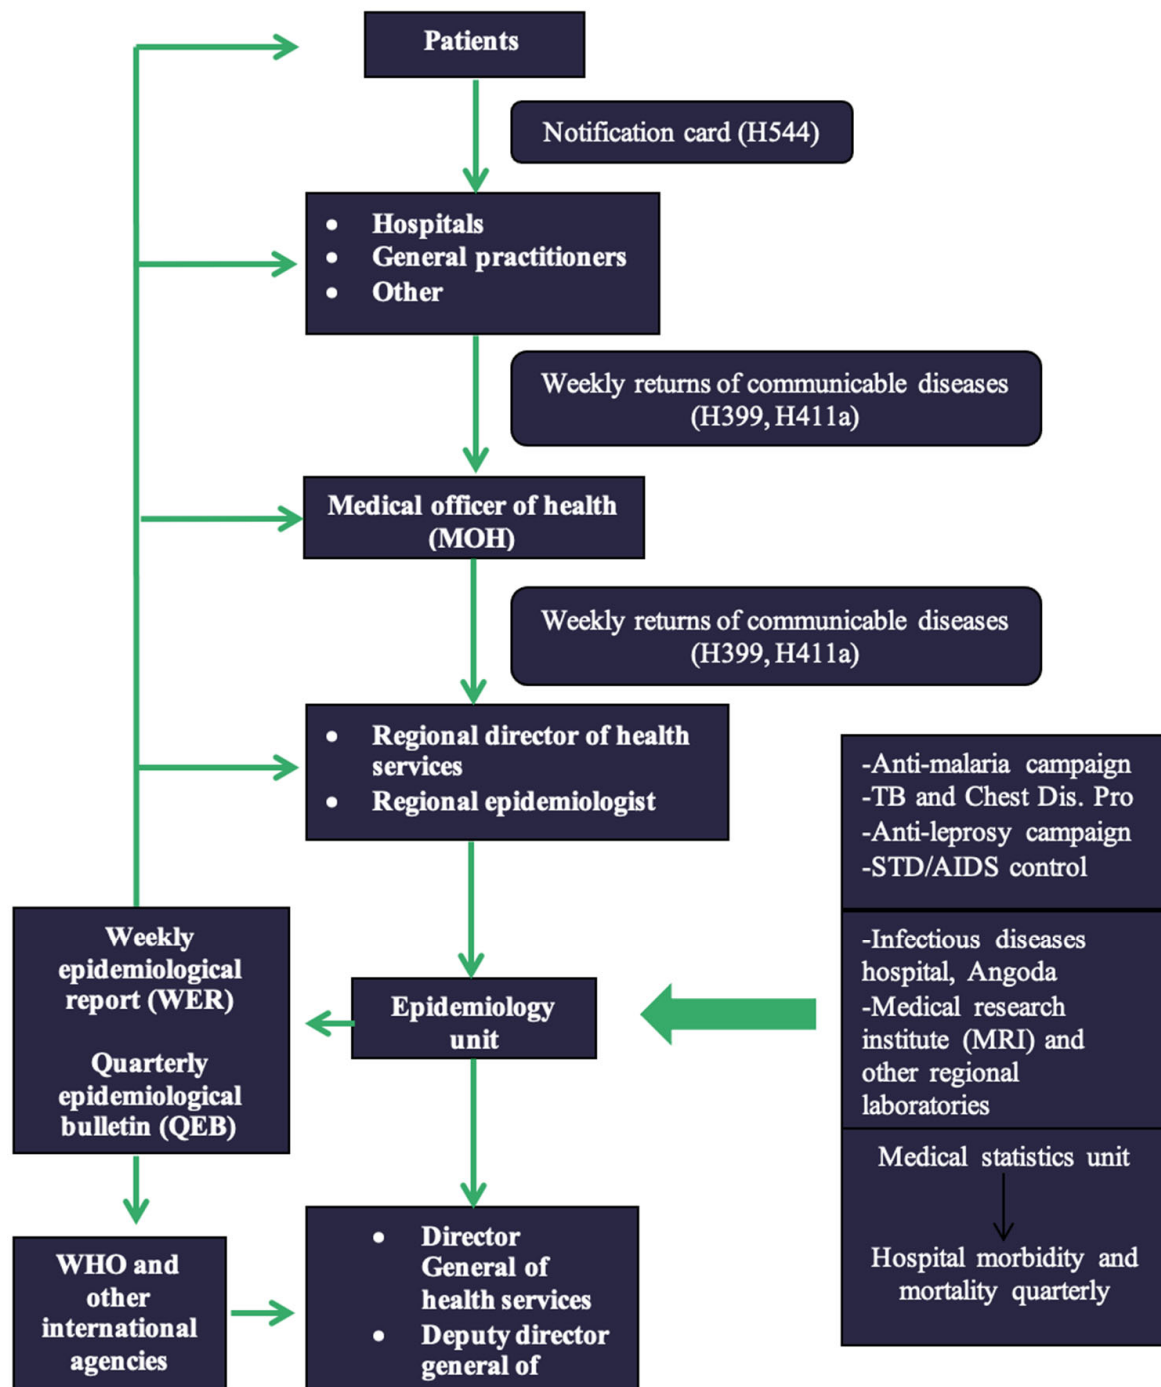 Patients
Notification card (H544)
• Hospitals
• General practitioners
• Other
Weekly returns of communicable diseases
(H399, H411a)
Medical officer of health
(MOH)
Weekly returns of communicable diseases
(H399, H411a)
• Regional director of health
services
• Regional epidemiologist
-Anti-malaria campaign
-TB and Chest Dis. Pro
-Anti-leprosy campaign
-STD/AIDS control
-Infectious diseases
hospital, Angoda
-Medical research
institute (MRI) and
other regional
laboratories
Medical statistics unit
Hospital morbidity and
mortality quarterly
Epidemiology
unit
Weekly
epidemiological
report (WER)
Quarterly
epidemiological
bulletin (QEB)
WHO and
other
international
agencies
• Director
General of
health services
• Deputy director
general of